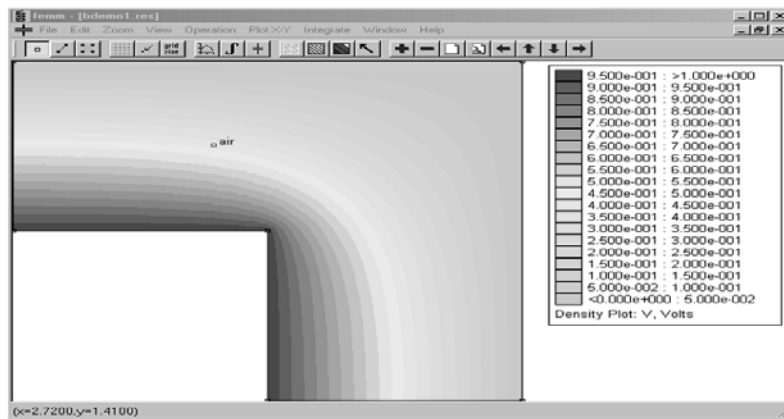 femm - [bdemo1.res]
File Edit Zoom View Operation Plot X-Y Integrate Window Help
air
9.500e-001 : >1.000e+000
9.000e-001 : 9.500e-001
8.500e-001 : 9.000e-001
8.000e-001 : 8.500e-001
7.500e-001 : 8.000e-001
7.000e-001 : 7.500e-001
6.500e-001 : 7.000e-001
6.000e-001 : 6.500e-001
5.500e-001 : 6.000e-001
5.000e-001 : 5.500e-001
4.500e-001 : 5.000e-001
4.000e-001 : 4.500e-001
3.500e-001 : 4.000e-001
3.000e-001 : 3.500e-001
2.500e-001 : 3.000e-001
2.000e-001 : 2.500e-001
1.500e-001 : 2.000e-001
1.000e-001 : 1.500e-001
5.000e-002 : 1.000e-001
<0.000e+000 : 5.000e-002
Density Plot: V, Volts
(x=2.7200,y=1.4100)